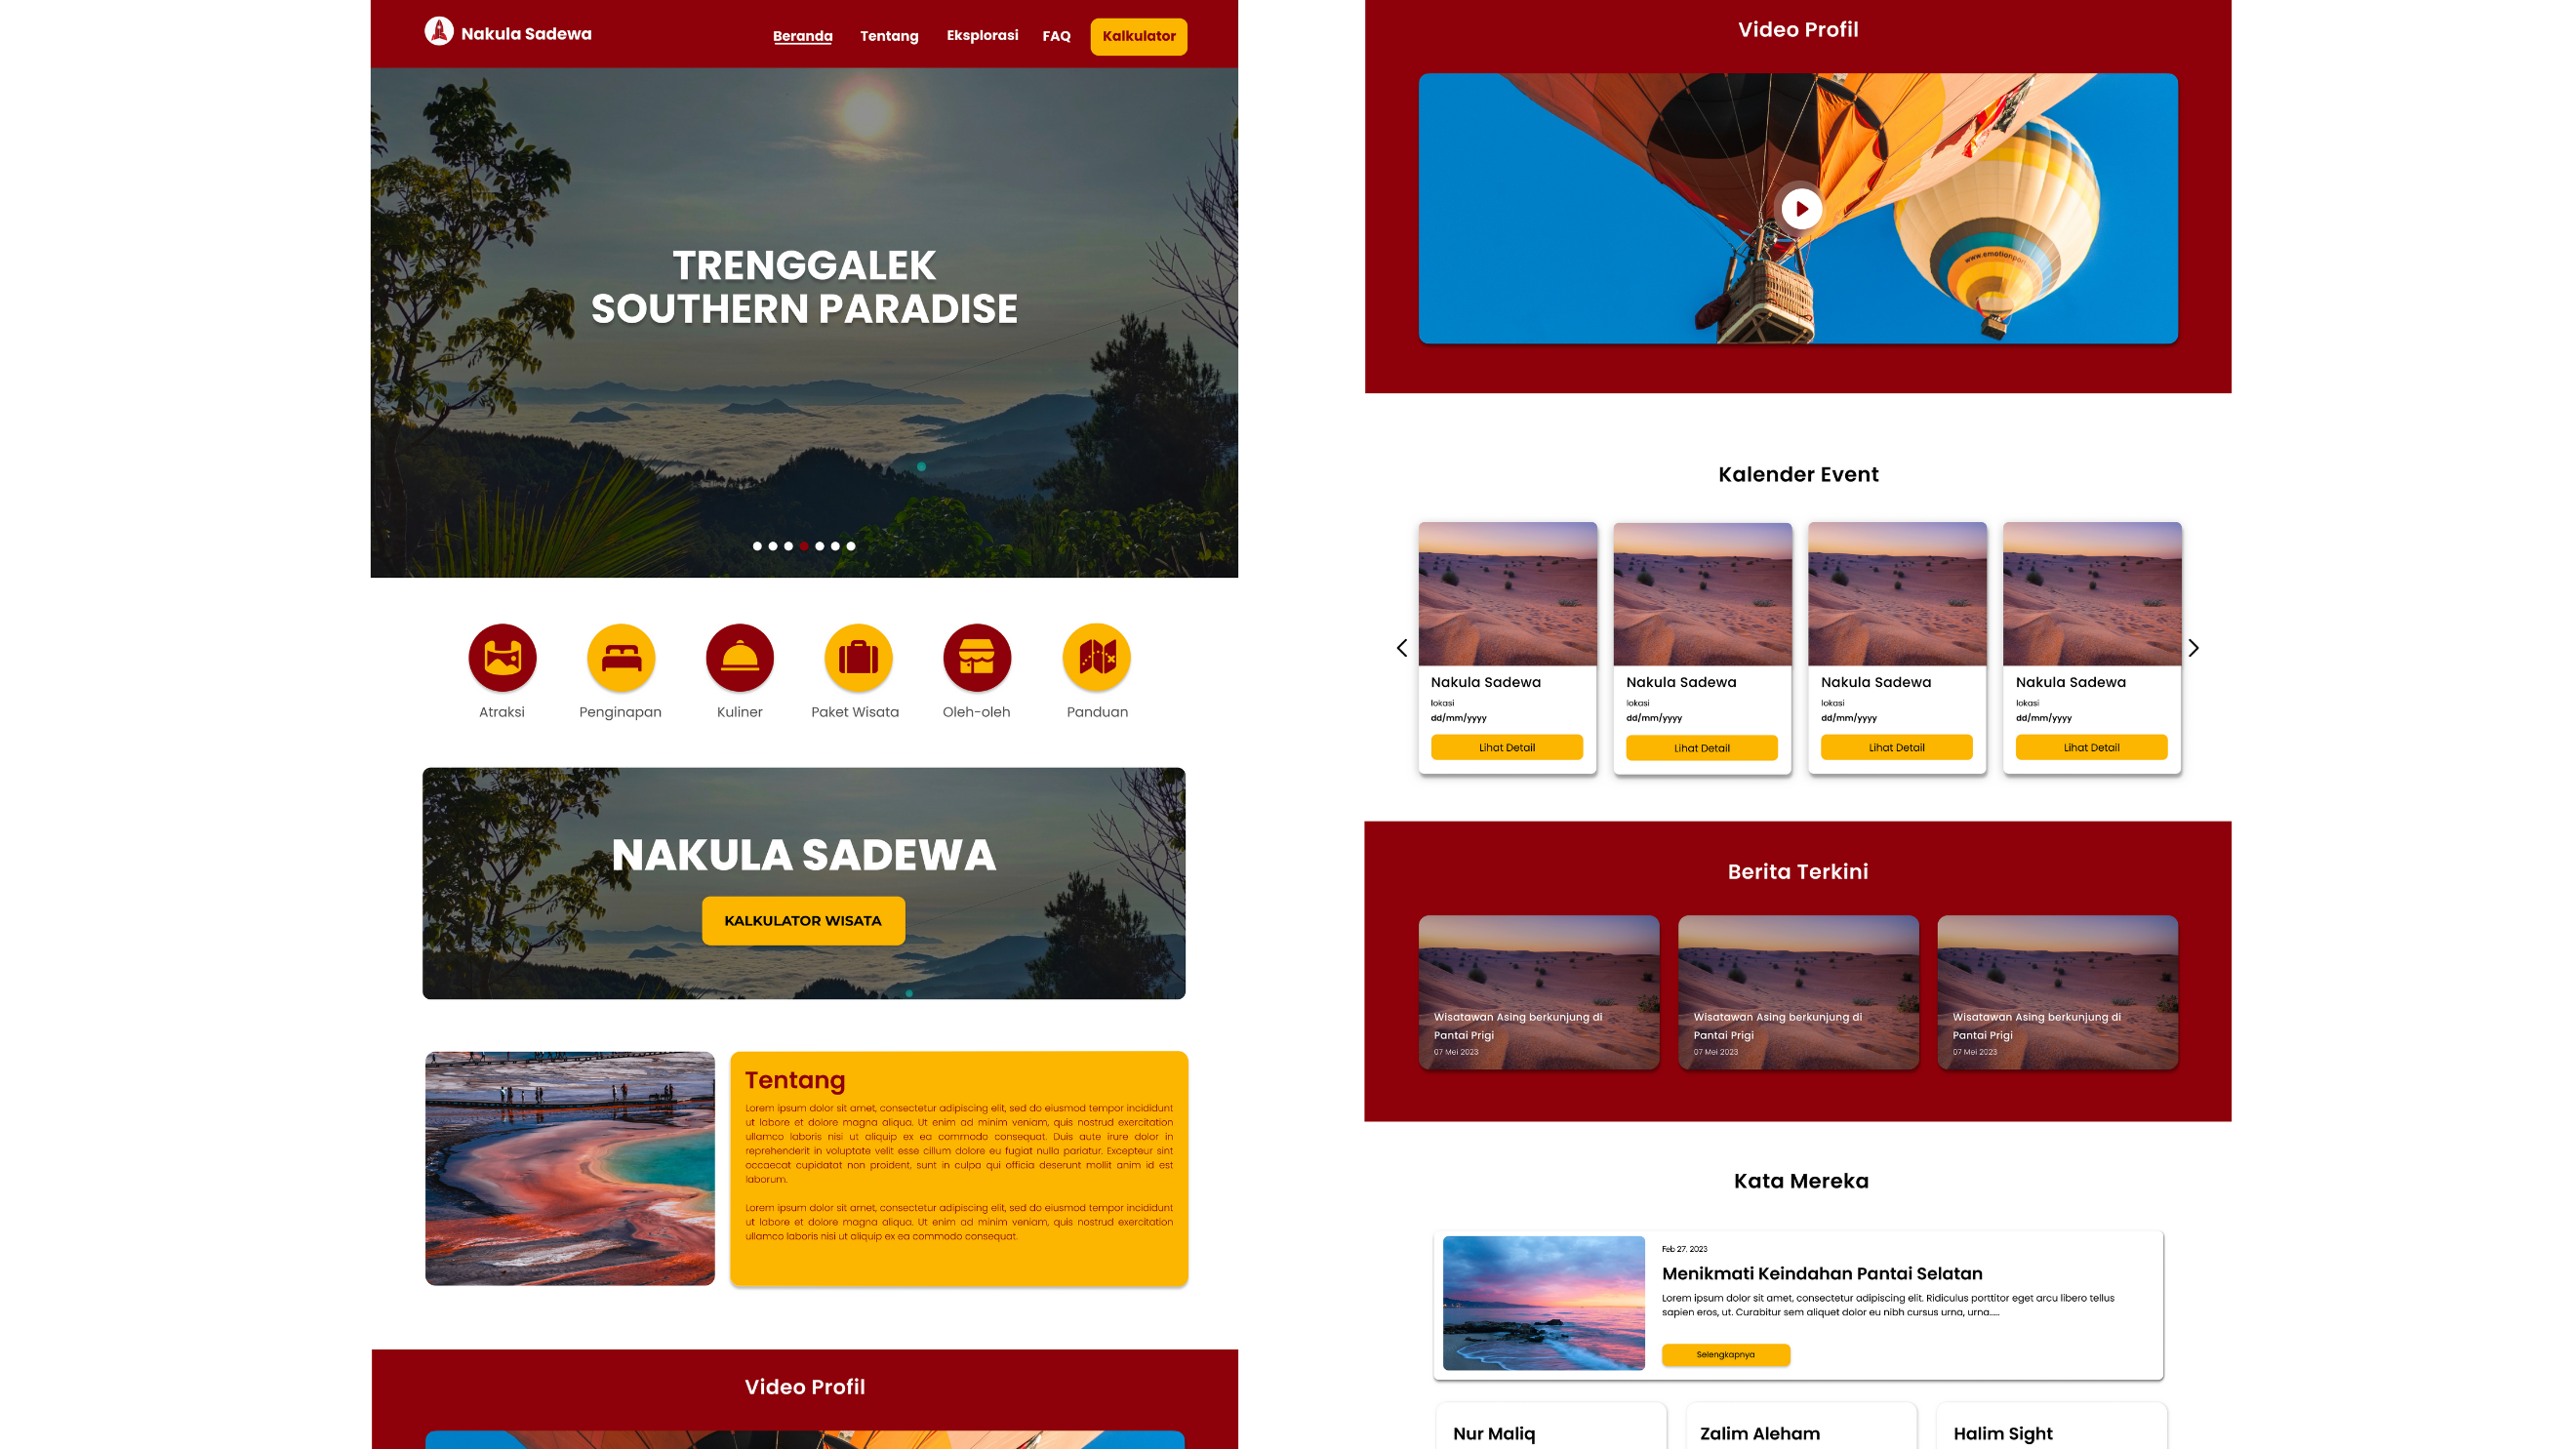 Nakula Sadewa
Beranda
Tentang
Eksplorasi
FAQ
Kalkulator
TRENGGALEK
SOUTHERN PARADISE
Atraksi
Penginapan
Kuliner
Paket Wisata
Oleh-oleh
Panduan
NAKULA SADEWA
KALKULATOR WISATA
Tentang
Lorem ipsum dolor sit amet, consectetur adipiscing elit, sed do eiusmod tempor incididunt
ut labore et dolore magna aliqua. Ut enim ad minim veniam, quis nostrud exercitation
ullamco laboris nisi ut aliquip ex ea commodo consequat. Duis aute irure dolor in
reprehenderit in voluptate velit esse cillum dolore eu fugiat nulla pariatur. Excepteur sint
occaecat cupidatat non proident, sunt in culpa qui officia deserunt mollit anim id est
laborum.
Lorem ipsum dolor sit amet, consectetur adipiscing elit, sed do eiusmod tempor incididunt
ut labore et dolore magna aliqua. Ut enim ad minim veniam, quis nostrud exercitation
ullamco laboris nisi ut aliquip ex ea commodo consequat.
Video Profil
Video Profil
Kalender Event
Nakula Sadewa
lokasi
dd/mm/yyyy
Lihat Detail
Nakula Sadewa
lokasi
dd/mm/yyyy
Lihat Detail
Nakula Sadewa
lokasi
dd/mm/yyyy
Lihat Detail
Nakula Sadewa
lokasi
dd/mm/yyyy
Lihat Detail
Berita Terkini
Wisatawan Asing berkunjung di
Pantai Prigi
07 Mei 2023
Wisatawan Asing berkunjung di
Pantai Prigi
07 Mei 2023
Wisatawan Asing berkunjung di
Pantai Prigi
07 Mei 2023
Kata Mereka
Feb 27. 2023
Menikmati Keindahan Pantai Selatan
Lorem ipsum dolor sit amet, consectetur adipiscing elit. Ridiculus porttitor eget arcu libero tellus
sapien eros, ut. Curabitur sem aliquet dolor eu nibh cursus urna, urna.....
Selengkapnya
Nur Maliq
Zalim Aleham
Halim Sight